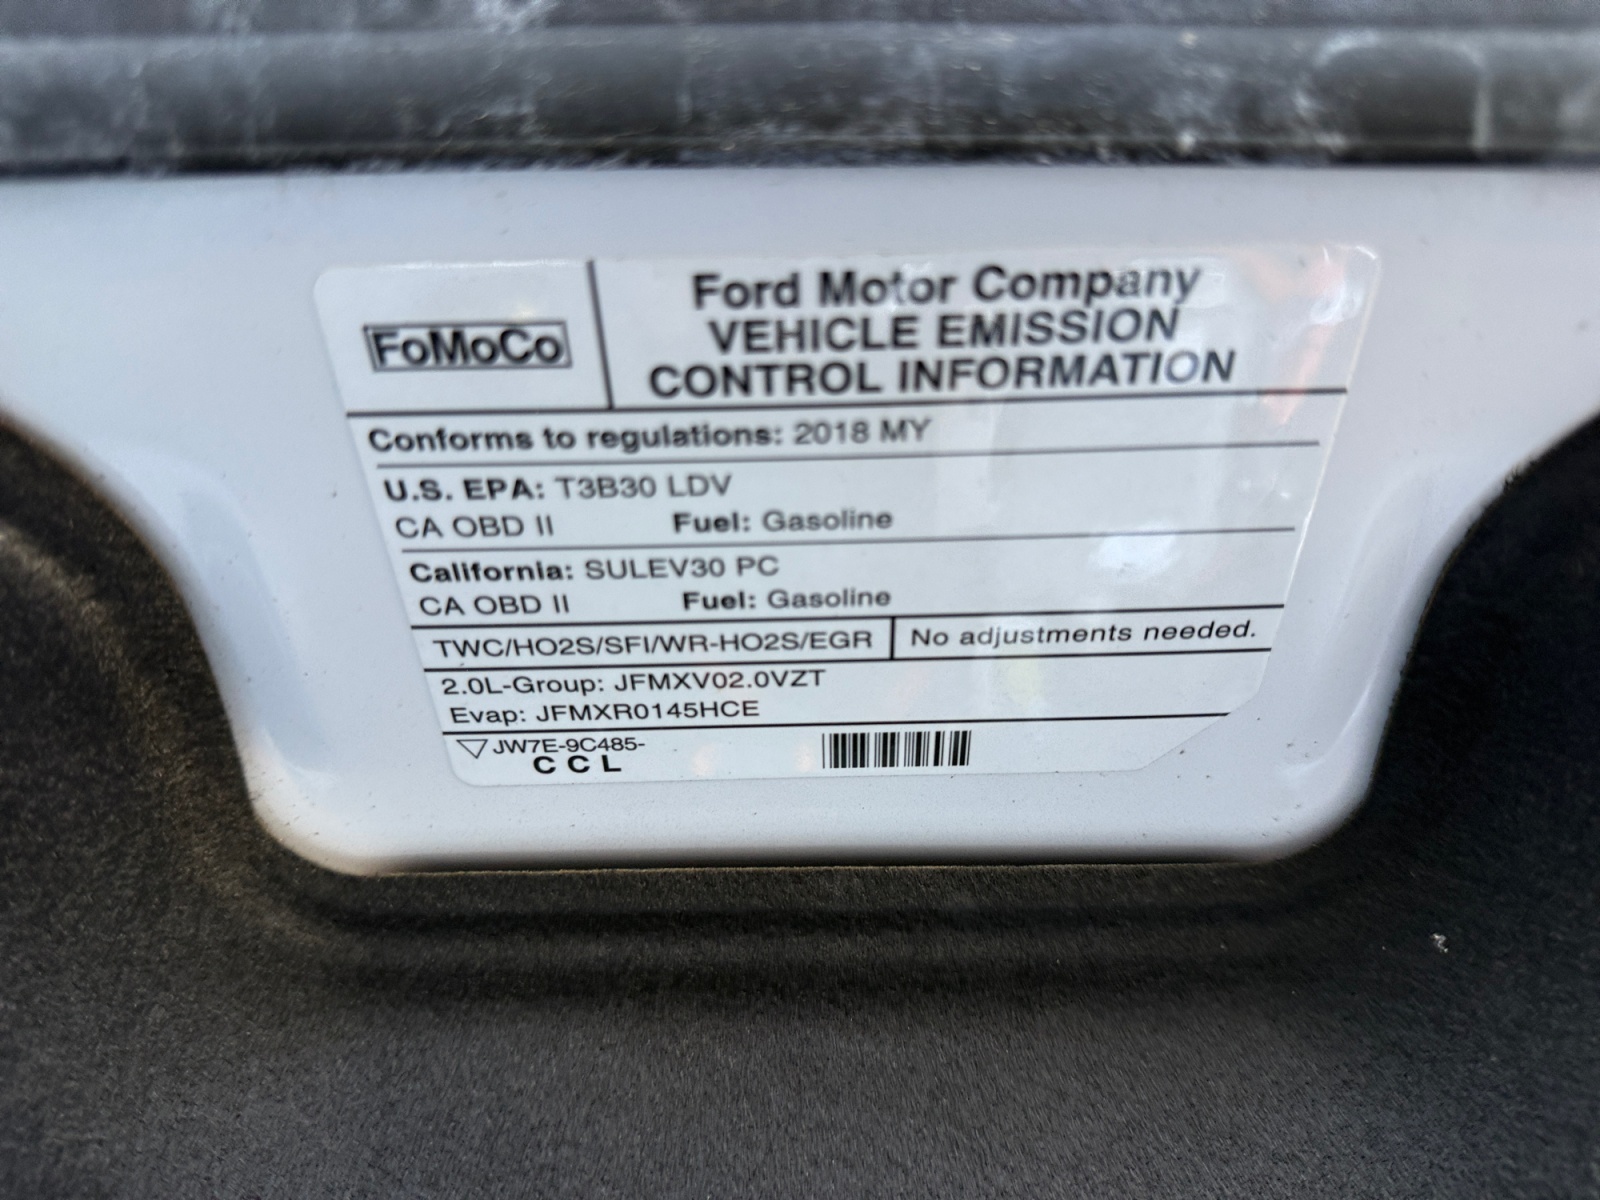 FoMoCo
Ford Motor Company
VEHICLE EMISSION
CONTROL INFORMATION
Conforms to regulations: 2018 MY
U.S. EPA: T3B30 LDV
CA OBD II Fuel: Gasoline
California: SULEV30 PC
CA OBD II Fuel: Gasoline
TWC/HO2S/SFI/WR-HO2S/EGR No adjustments needed.
2.0L-Group: JFMXV02.0VZT
Evap: JFMXR0145HCE
JW7E-9C485-
C C L